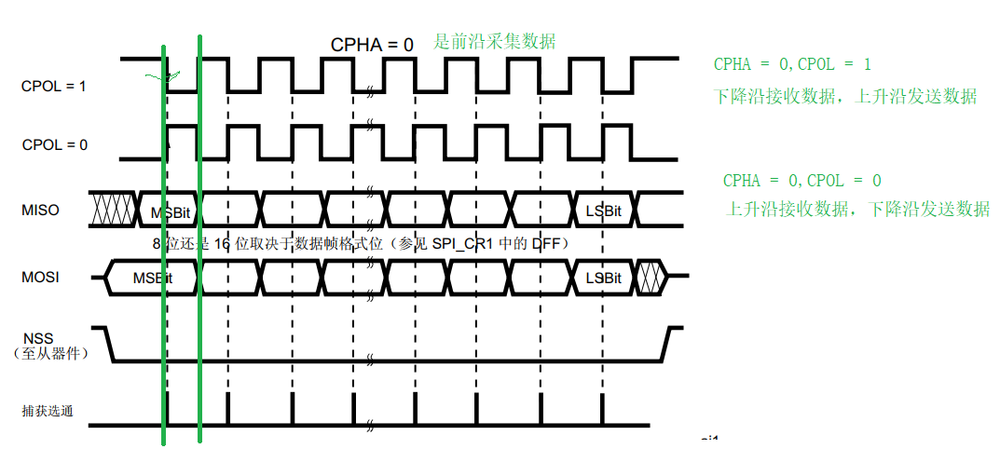 CPHA = 0 是前沿采集数据
CPHA = 0,CPOL = 1
CPOL = 1
下降沿接收数据，上升沿发送数据
CPOL = 0
CPHA = 0,CPOL = 0
MISO MSBit LSBit
上升沿接收数据，下降沿发送数据
8 位还是 16 位取决于数据帧格式位（参见 SPI_CR1 中的 DFF）
MOSI MSBit LSBit
NSS
（至从器件）
捕获选通